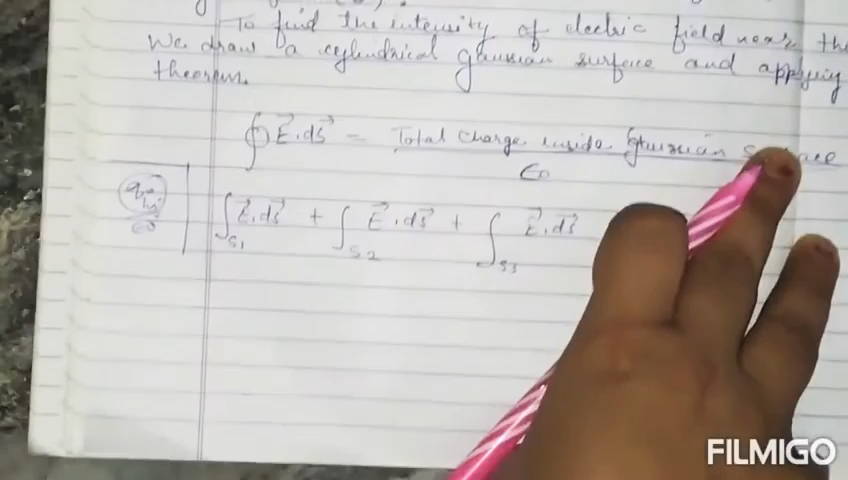 To find the intensity of electric field near the
We draw a cylindrical gaussian surface and applying
theorem.
∮ E⃗.ds⃗ = Total charge inside gaussian
ϵ₀
∫S₁ E⃗.ds⃗ + ∫S₂ E⃗.ds⃗ + ∫S₃ E⃗.ds⃗
FILMIGO